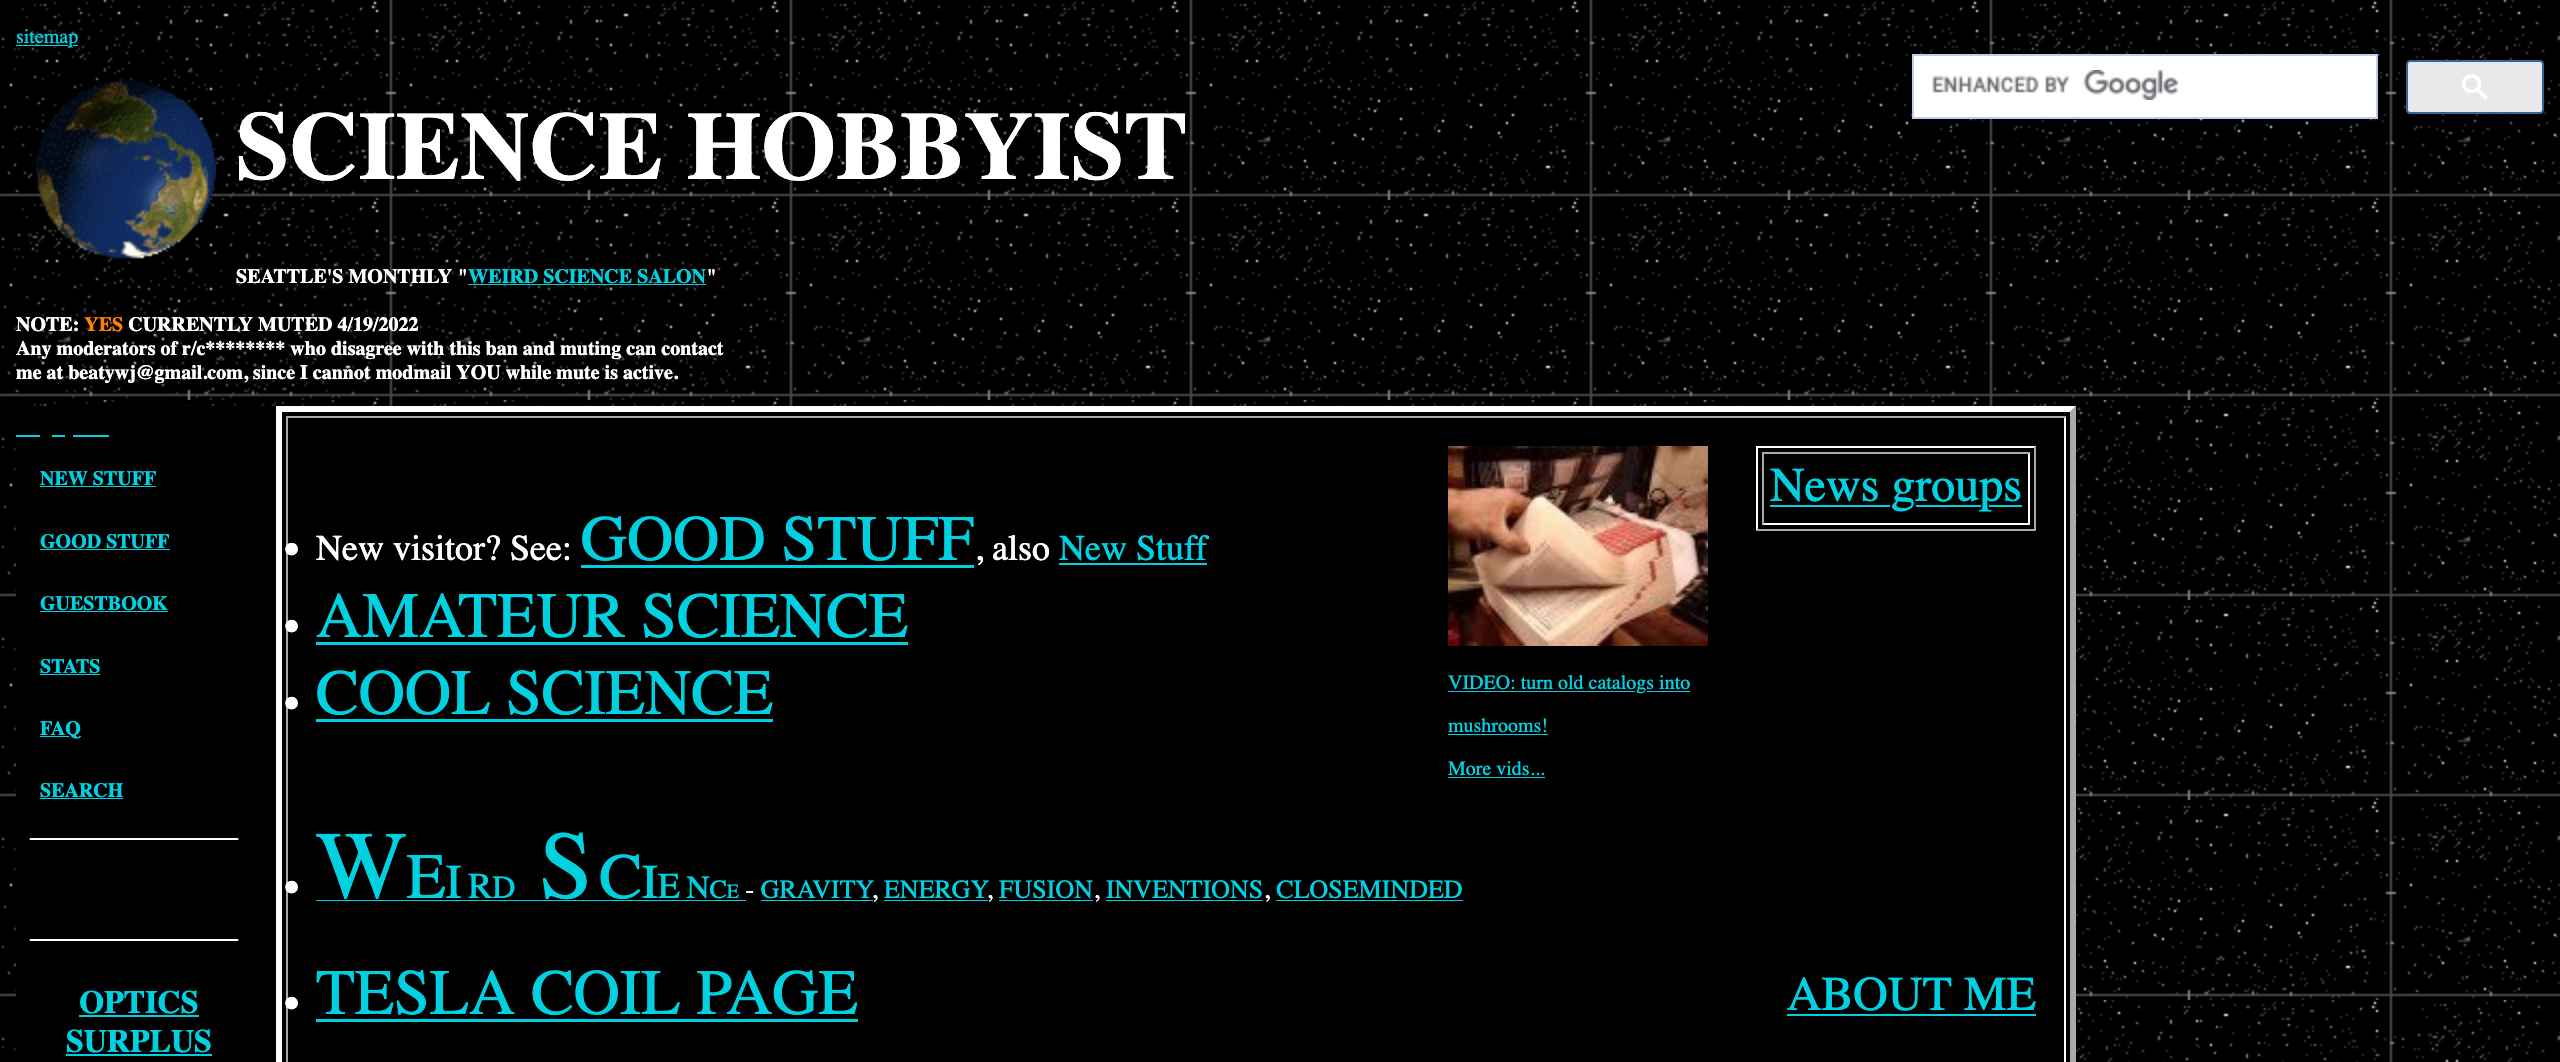 sitemap
ENHANCED BY Google
SCIENCE HOBBYIST
SEATTLE'S MONTHLY "WEIRD SCIENCE SALON"
NOTE: YES CURRENTLY MUTED 4/19/2022
Any moderators of r/c******** who disagree with this ban and muting can contact
me at beatywj@gmail.com, since I cannot modmail YOU while mute is active.
NEW STUFF
GOOD STUFF
GUESTBOOK
STATS
FAQ
SEARCH
OPTICS
SURPLUS
New visitor? See: GOOD STUFF, also New Stuff
AMATEUR SCIENCE
COOL SCIENCE
VIDEO: turn old catalogs into
mushrooms!
More vids...
News groups
WEIRD SCIENCE - GRAVITY, ENERGY, FUSION, INVENTIONS, CLOSEMINDED
TESLA COIL PAGE
ABOUT ME